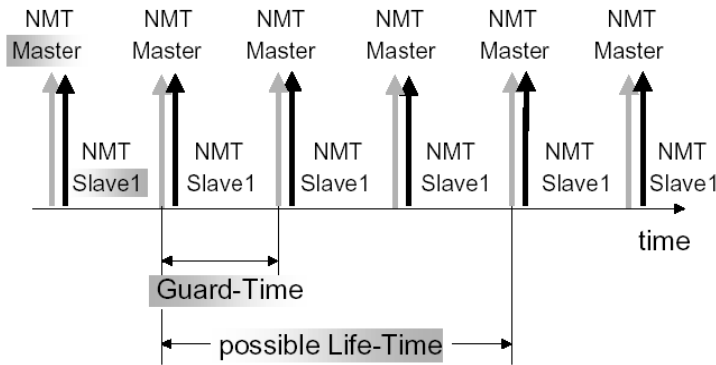 NMT NMT NMT NMT NMT NMT
Master Master Master Master Master Master
NMT NMT NMT NMT NMT NMT
Slave1 Slave1 Slave1 Slave1 Slave1 Slave1
time
Guard-Time
possible Life-Time